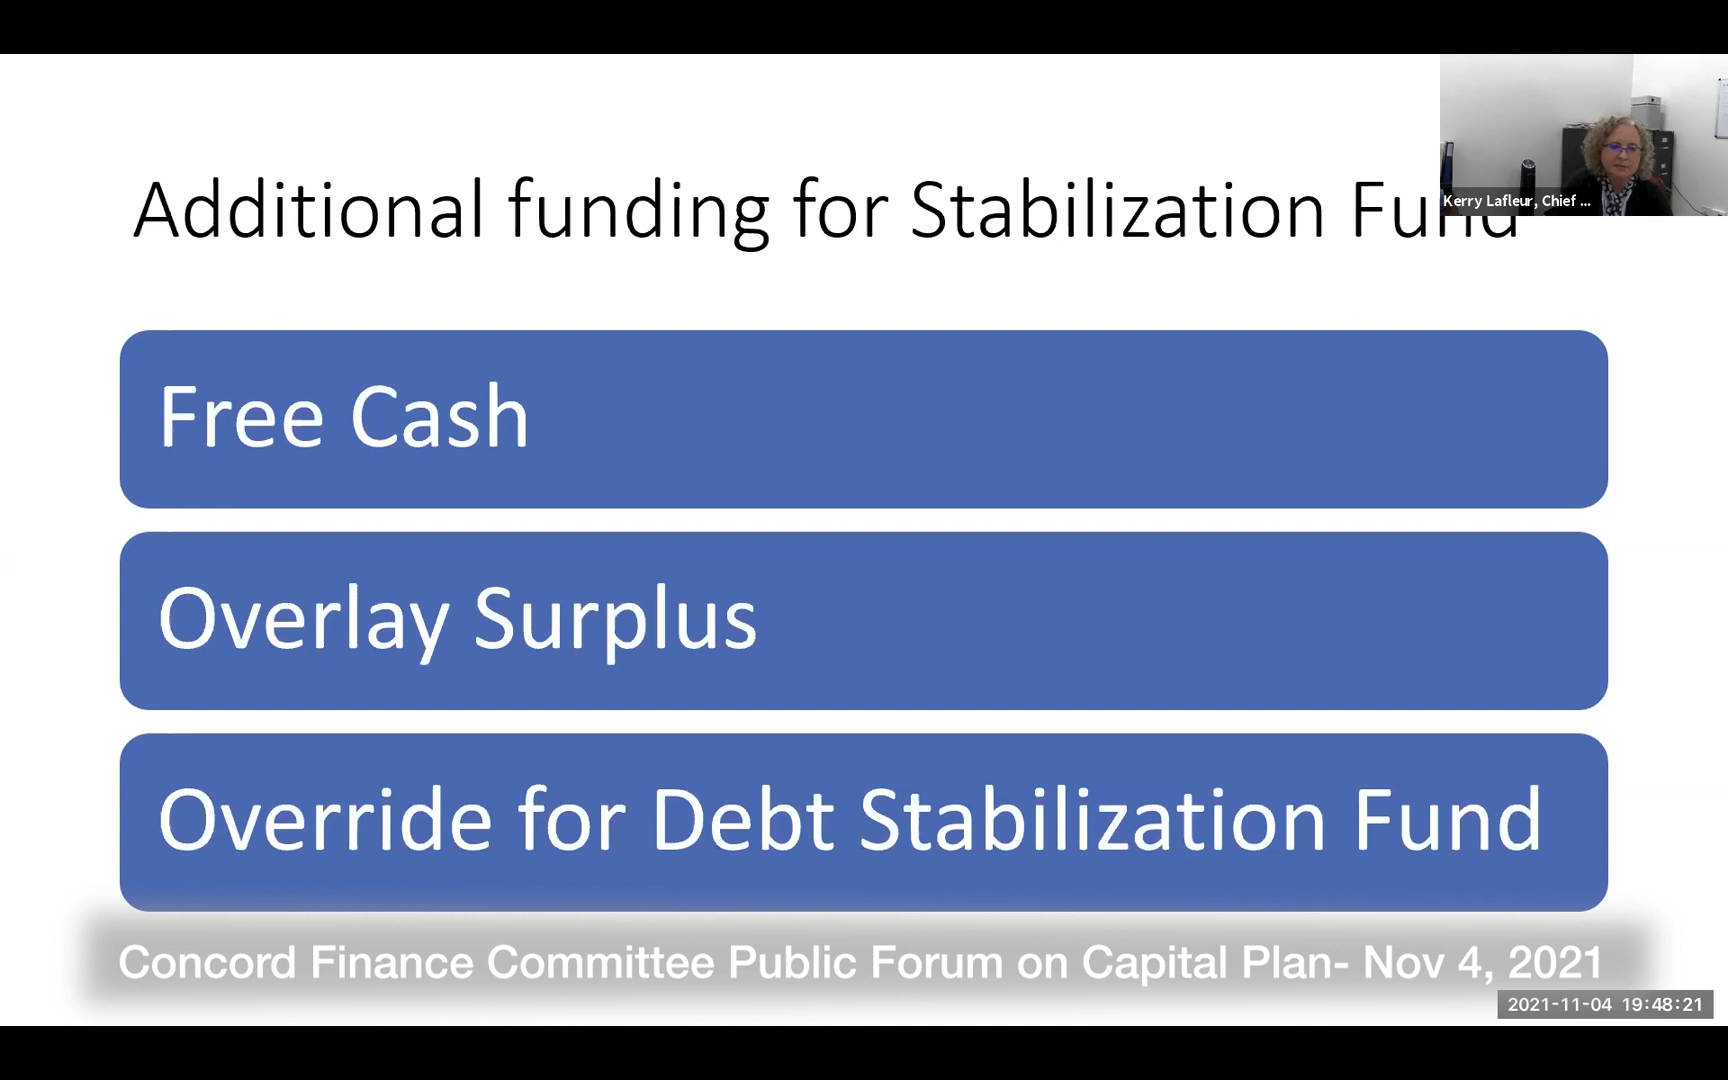 Additional funding for Stabilization Fund
Kerry Lafleur, Chief ...
Free Cash
Overlay Surplus
Override for Debt Stabilization Fund
Concord Finance Committee Public Forum on Capital Plan- Nov 4, 2021
2021-11-04 19:48:21